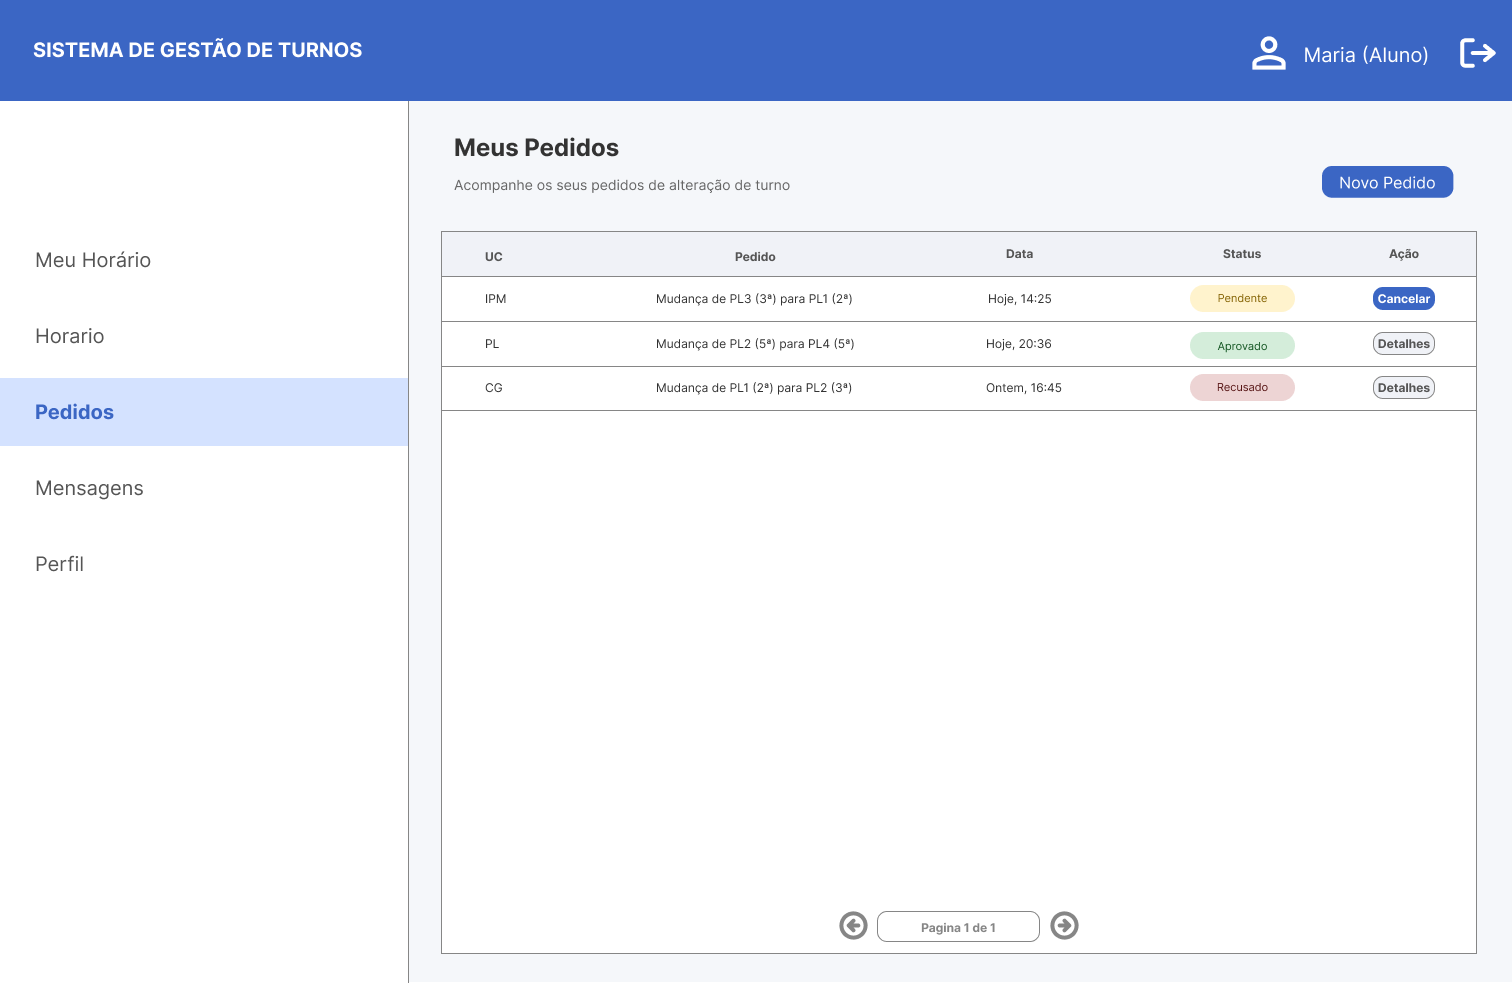 SISTEMA DE GESTÃO DE TURNOS
Maria (Aluno)
Meu Horário
Horario
Pedidos
Mensagens
Perfil
Meus Pedidos
Acompanhe os seus pedidos de alteração de turno
Novo Pedido
UC Pedido Data Status Ação
IPM Mudança de PL3 (3ª) para PL1 (2ª) Hoje, 14:25 Pendente Cancelar
PL Mudança de PL2 (5ª) para PL4 (5ª) Hoje, 20:36 Aprovado Detalhes
CG Mudança de PL1 (2ª) para PL2 (3ª) Ontem, 16:45 Recusado Detalhes
Pagina 1 de 1